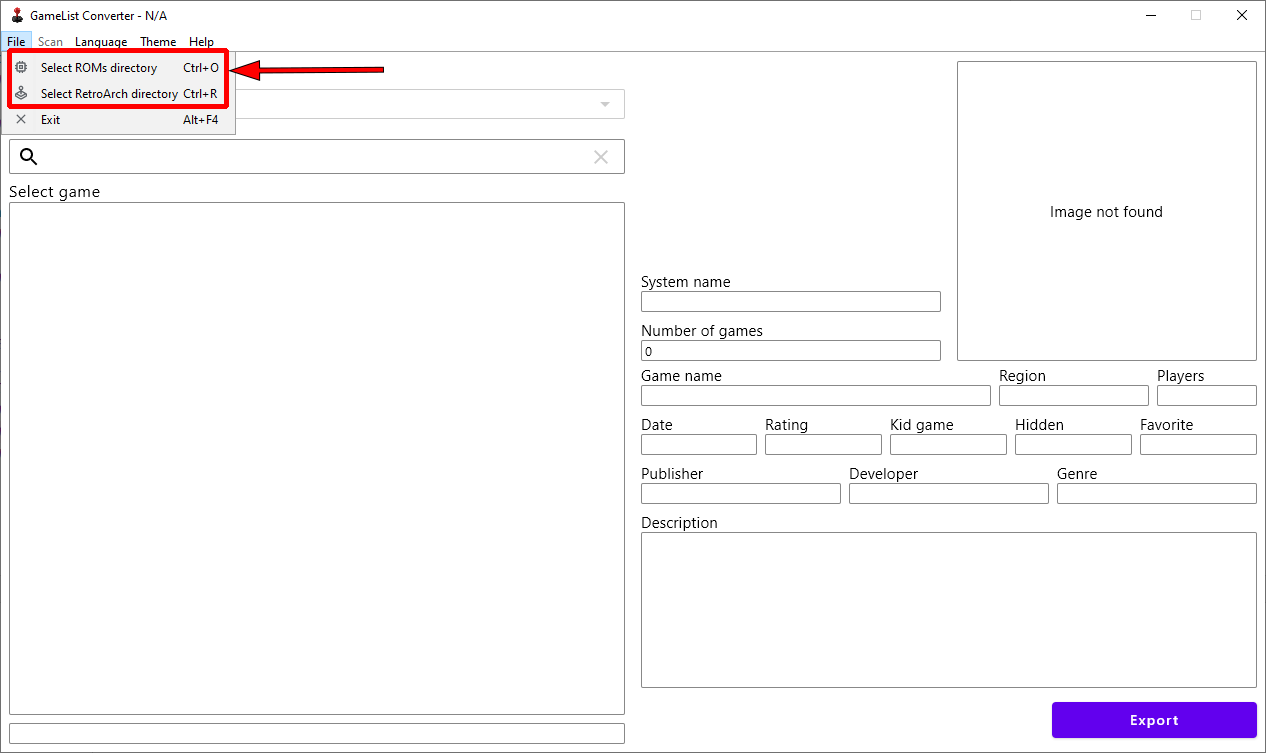 GameList Converter - N/A
File Scan Language Theme Help
Select ROMs directory Ctrl+O
Select RetroArch directory Ctrl+R
Exit Alt+F4
Select game
Image not found
System name
Number of games
0
Game name Region Players
Date Rating Kid game Hidden Favorite
Publisher Developer Genre
Description
Export